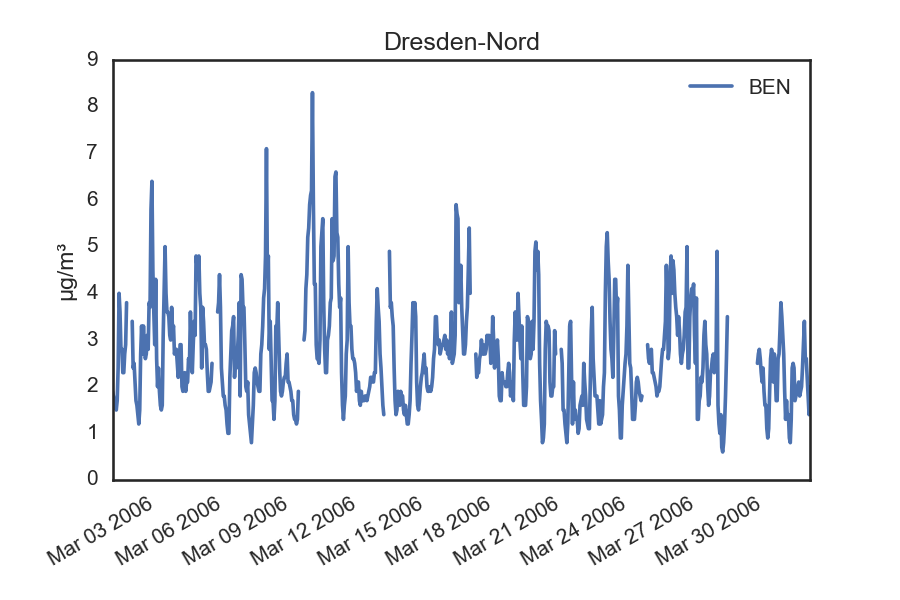 Dresden-Nord
BEN
µg/m³
9
8
7
6
5
4
3
2
1
0
Mar 03 2006
Mar 06 2006
Mar 09 2006
Mar 12 2006
Mar 15 2006
Mar 18 2006
Mar 21 2006
Mar 24 2006
Mar 27 2006
Mar 30 2006